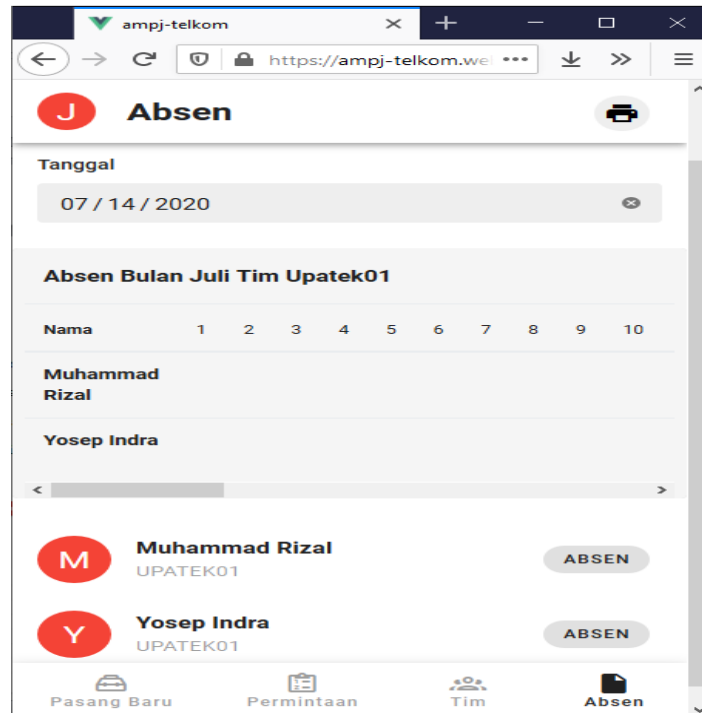 ampj-telkom
https://ampj-telkom.we
J Absen
Tanggal
07 / 14 / 2020
Absen Bulan Juli Tim Upatek01
Nama 1 2 3 4 5 6 7 8 9 10
Muhammad
Rizal
Yosep Indra
M Muhammad Rizal ABSEN
UPATEK01
Y Yosep Indra ABSEN
UPATEK01
Pasang Baru Permintaan Tim Absen